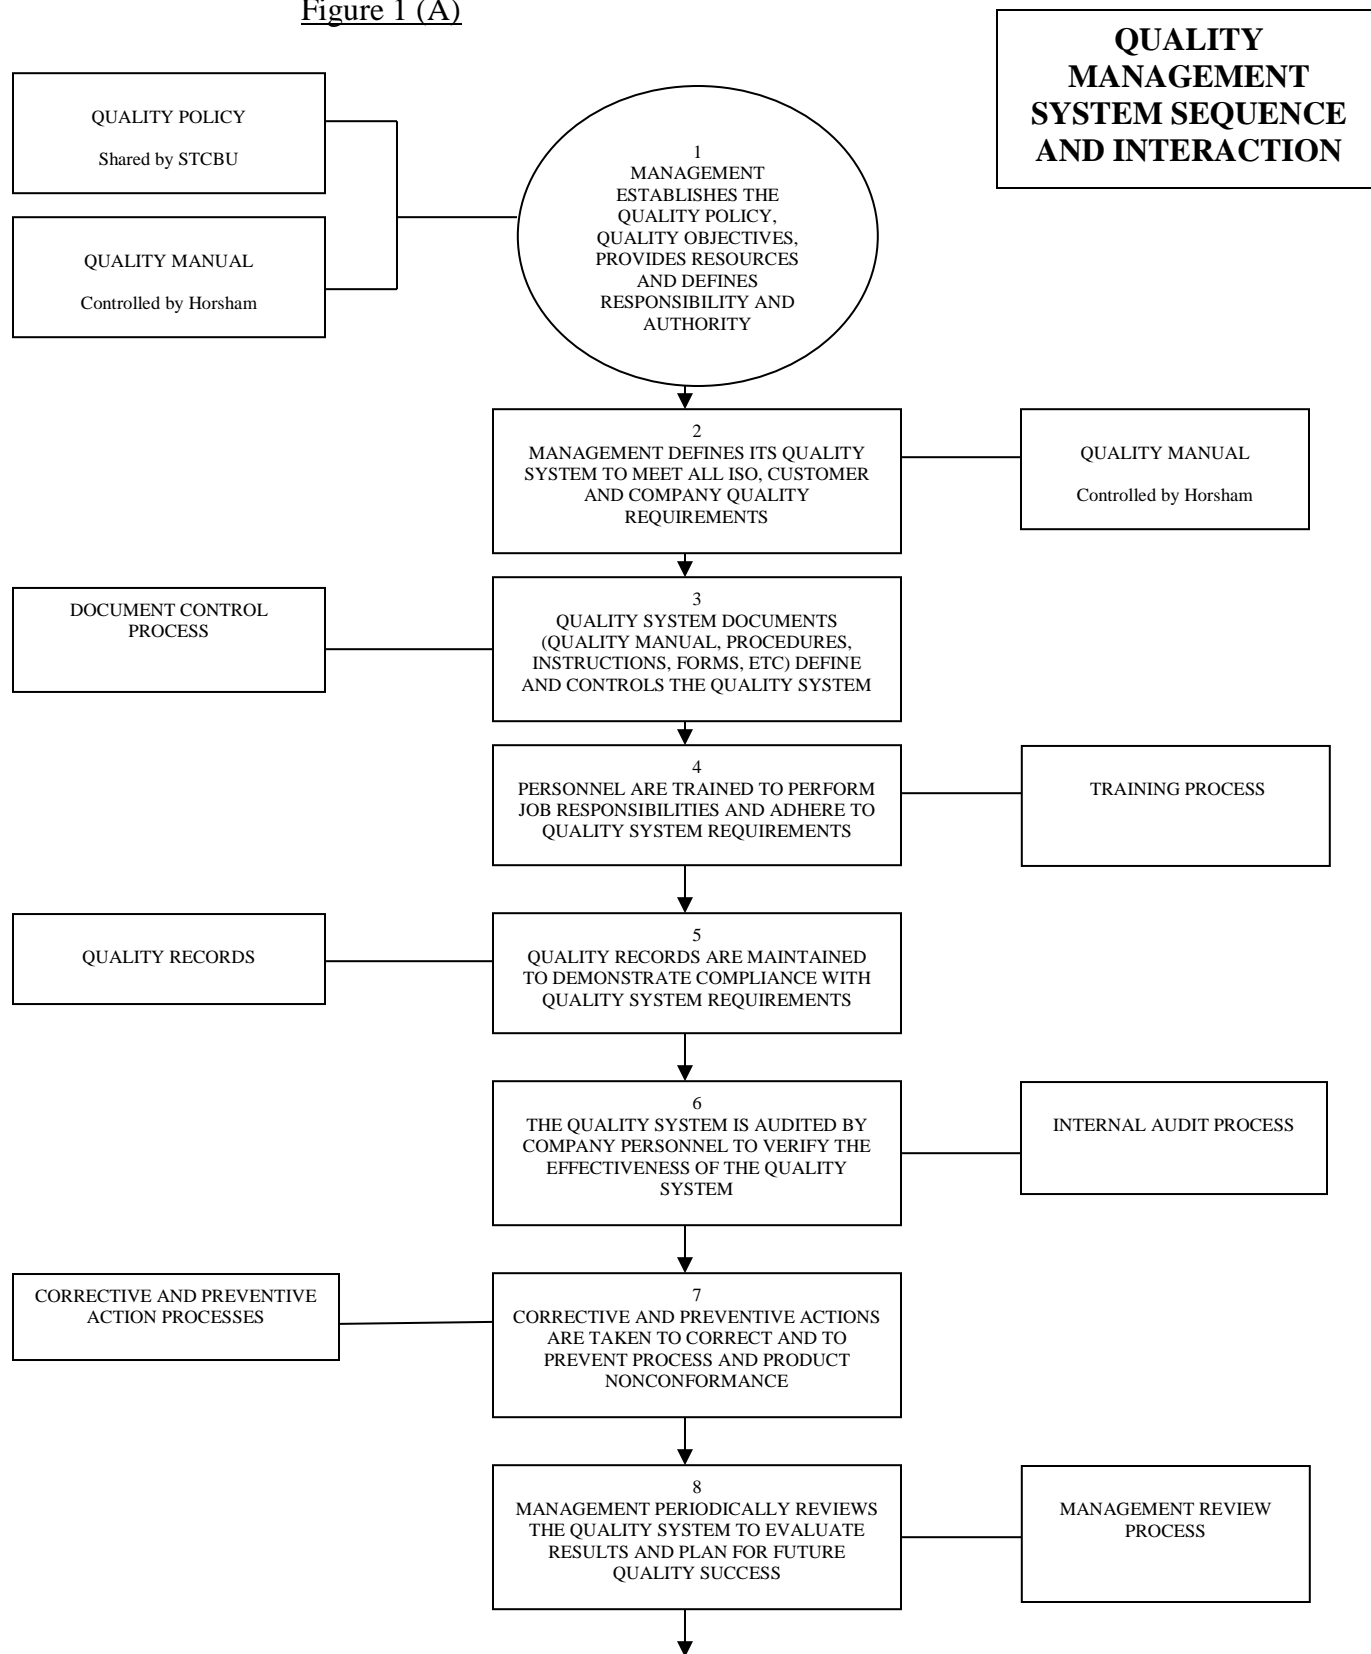 Figure 1 (A)
QUALITY
MANAGEMENT
SYSTEM SEQUENCE
AND INTERACTION
QUALITY POLICY
Shared by STCBU
QUALITY MANUAL
Controlled by Horsham
1
MANAGEMENT
ESTABLISHES THE
QUALITY POLICY,
QUALITY OBJECTIVES,
PROVIDES RESOURCES
AND DEFINES
RESPONSIBILITY AND
AUTHORITY
2
MANAGEMENT DEFINES ITS QUALITY
SYSTEM TO MEET ALL ISO, CUSTOMER
AND COMPANY QUALITY
REQUIREMENTS
QUALITY MANUAL
Controlled by Horsham
DOCUMENT CONTROL
PROCESS
3
QUALITY SYSTEM DOCUMENTS
(QUALITY MANUAL, PROCEDURES,
INSTRUCTIONS, FORMS, ETC) DEFINE
AND CONTROLS THE QUALITY SYSTEM
4
PERSONNEL ARE TRAINED TO PERFORM
JOB RESPONSIBILITIES AND ADHERE TO
QUALITY SYSTEM REQUIREMENTS
TRAINING PROCESS
QUALITY RECORDS
5
QUALITY RECORDS ARE MAINTAINED
TO DEMONSTRATE COMPLIANCE WITH
QUALITY SYSTEM REQUIREMENTS
6
THE QUALITY SYSTEM IS AUDITED BY
COMPANY PERSONNEL TO VERIFY THE
EFFECTIVENESS OF THE QUALITY
SYSTEM
INTERNAL AUDIT PROCESS
CORRECTIVE AND PREVENTIVE
ACTION PROCESSES
7
CORRECTIVE AND PREVENTIVE ACTIONS
ARE TAKEN TO CORRECT AND TO
PREVENT PROCESS AND PRODUCT
NONCONFORMANCE
8
MANAGEMENT PERIODICALLY REVIEWS
THE QUALITY SYSTEM TO EVALUATE
RESULTS AND PLAN FOR FUTURE
QUALITY SUCCESS
MANAGEMENT REVIEW
PROCESS